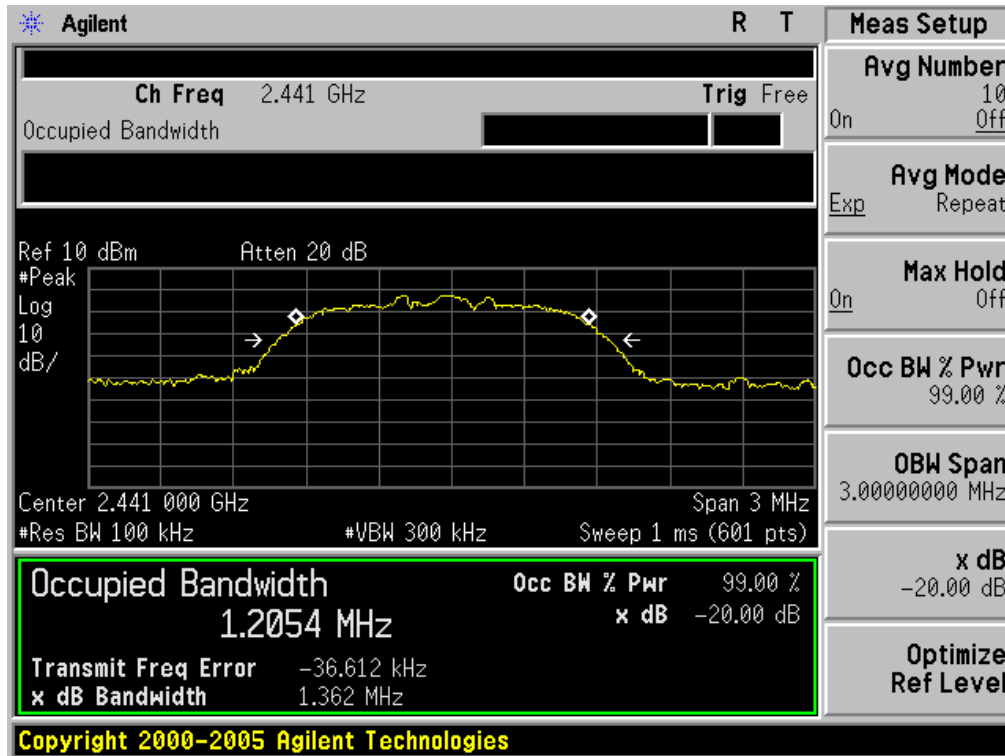 Agilent R T
Ch Freq 2.441 GHz Trig Free
Occupied Bandwidth
Ref 10 dBm Atten 20 dB
#Peak
Log
10
dB/
Center 2.441 000 GHz Span 3 MHz
#Res BW 100 kHz #VBW 300 kHz Sweep 1 ms (601 pts)
Occupied Bandwidth
1.2054 MHz
Occ BW % Pwr 99.00 %
x dB -20.00 dB
Transmit Freq Error -36.612 kHz
x dB Bandwidth 1.362 MHz
Meas Setup
Avg Number
10
On Off
Avg Mode
Exp Repeat
Max Hold
On Off
Occ BW % Pwr
99.00 %
OBW Span
3.00000000 MHz
x dB
-20.00 dB
Optimize
Ref Level
Copyright 2000-2005 Agilent Technologies